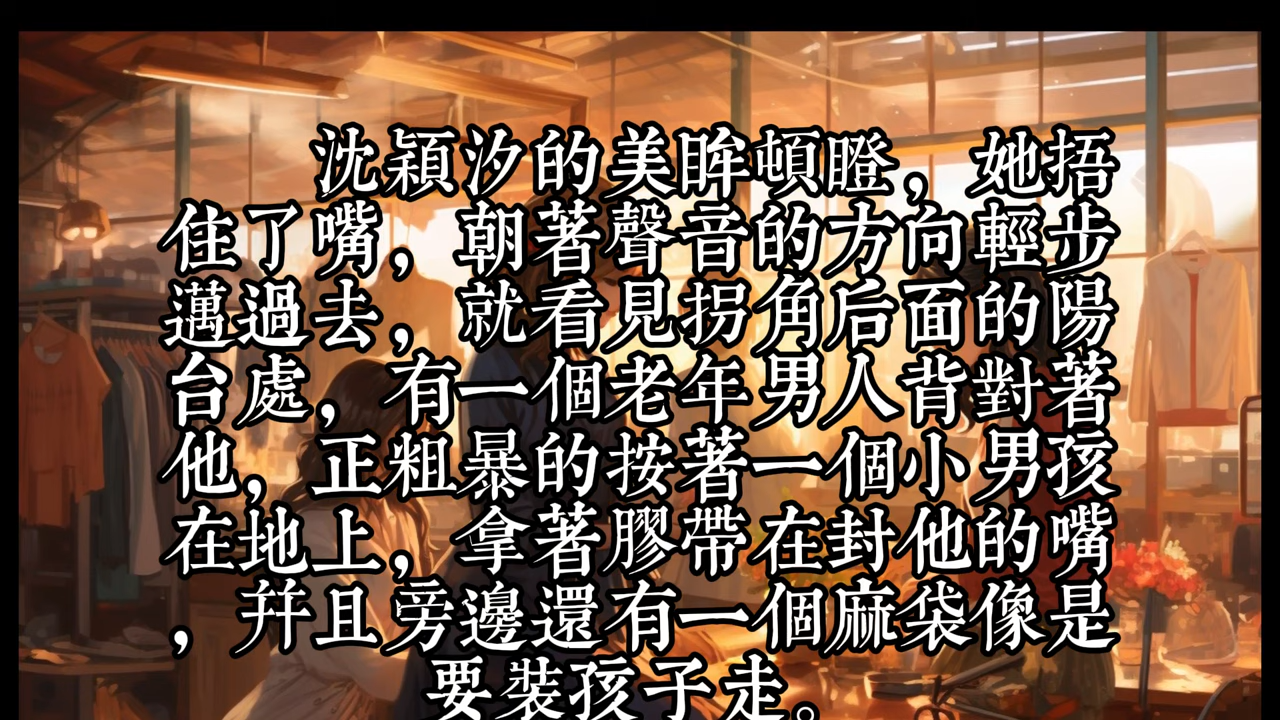 沈穎汐的美眸頓瞪，她捂
住了嘴，朝著聲音的方向輕步
邁過去，就看見拐角后面的陽
台處，有一個老年男人背對著
他，正粗暴的按著一個小男孩
在地上，拿著膠帶在封他的嘴
，幷且旁邊還有一個麻袋像是
要裝孩子走。